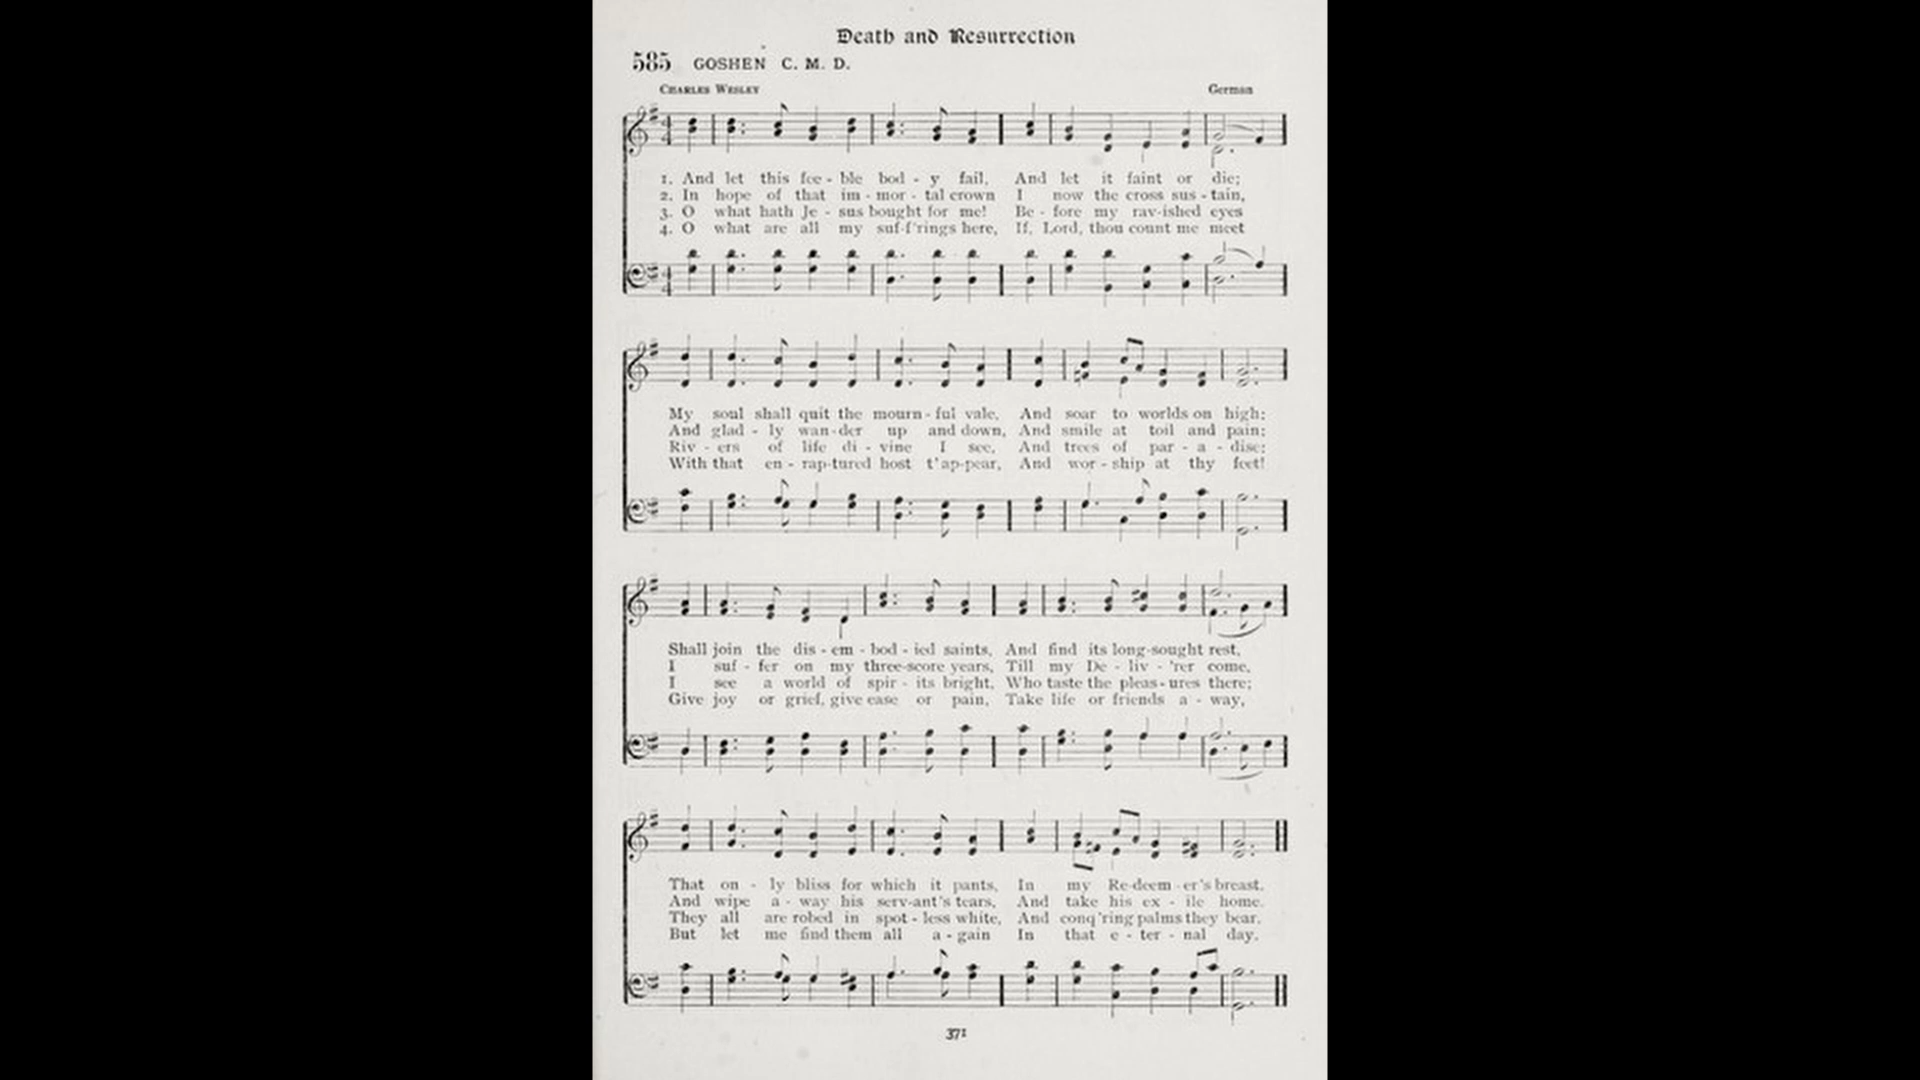 Death and Resurrection
585 GOSHEN C. M. D.
CHARLES WESLEY German
1. And let this fee - ble bod - y fail, And let it faint or die;
2. In hope of that im - mor - tal crown I now the cross sus - tain,
3. O what hath Je - sus bought for me! Be - fore my rav-ished eyes
4. O what are all my suf-f'rings here, If, Lord, thou count me meet
My soul shall quit the mourn - ful vale, And soar to worlds on high;
And glad - ly wan - der up and down, And smile at toil and pain;
Riv - ers of life di - vine I see, And trees of par - a - dise;
With that en - rap-tured host t'ap-pear, And wor - ship at thy feet!
Shall join the dis - em - bod - ied saints, And find its long-sought rest,
I suf - fer on my three-score years, Till my De - liv - 'rer come,
I see a world of spir - its bright, Who taste the pleas - ures there;
Give joy or grief, give ease or pain, Take life or friends a - way,
That on - ly bliss for which it pants, In my Re-deem - er's breast.
And wipe a - way his serv-ant's tears, And take his ex - ile home.
They all are robed in spot - less white, And conq'ring palms they bear.
But let me find them all a - gain In that e - ter - nal day.
371